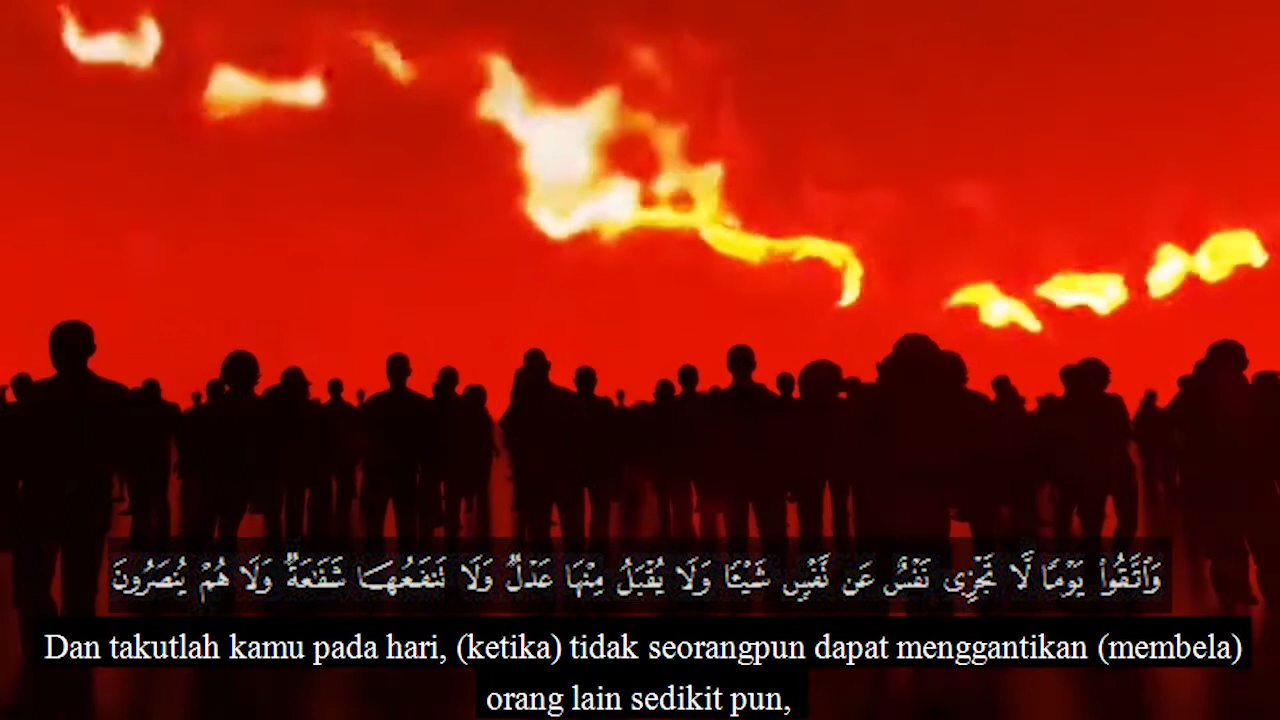 وَاتَّقُوا۟ يَوْمًا لَّا تَجْزِى نَفْسٌ عَن نَّفْسٍ شَيْـًٔا وَلَا يُقْبَلُ مِنْهَا عَدْلٌ وَلَا تَنفَعُهَا شَفَـٰعَةٌ وَلَا هُمْ يُنصَرُونَ
Dan takutlah kamu pada hari, (ketika) tidak seorangpun dapat menggantikan (membela)
orang lain sedikit pun,